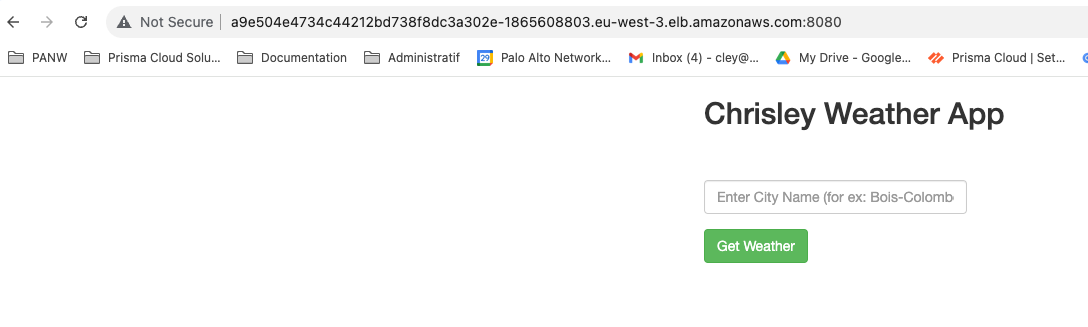 Not Secure a9e504e4734c44212bd738f8dc3a302e-1865608803.eu-west-3.elb.amazonaws.com:8080
PANW Prisma Cloud Solu... Documentation Administratif 29 Palo Alto Network... Inbox (4) - cley@... My Drive - Google... Prisma Cloud | Set...
Chrisley Weather App
Enter City Name (for ex: Bois-Colomb
Get Weather